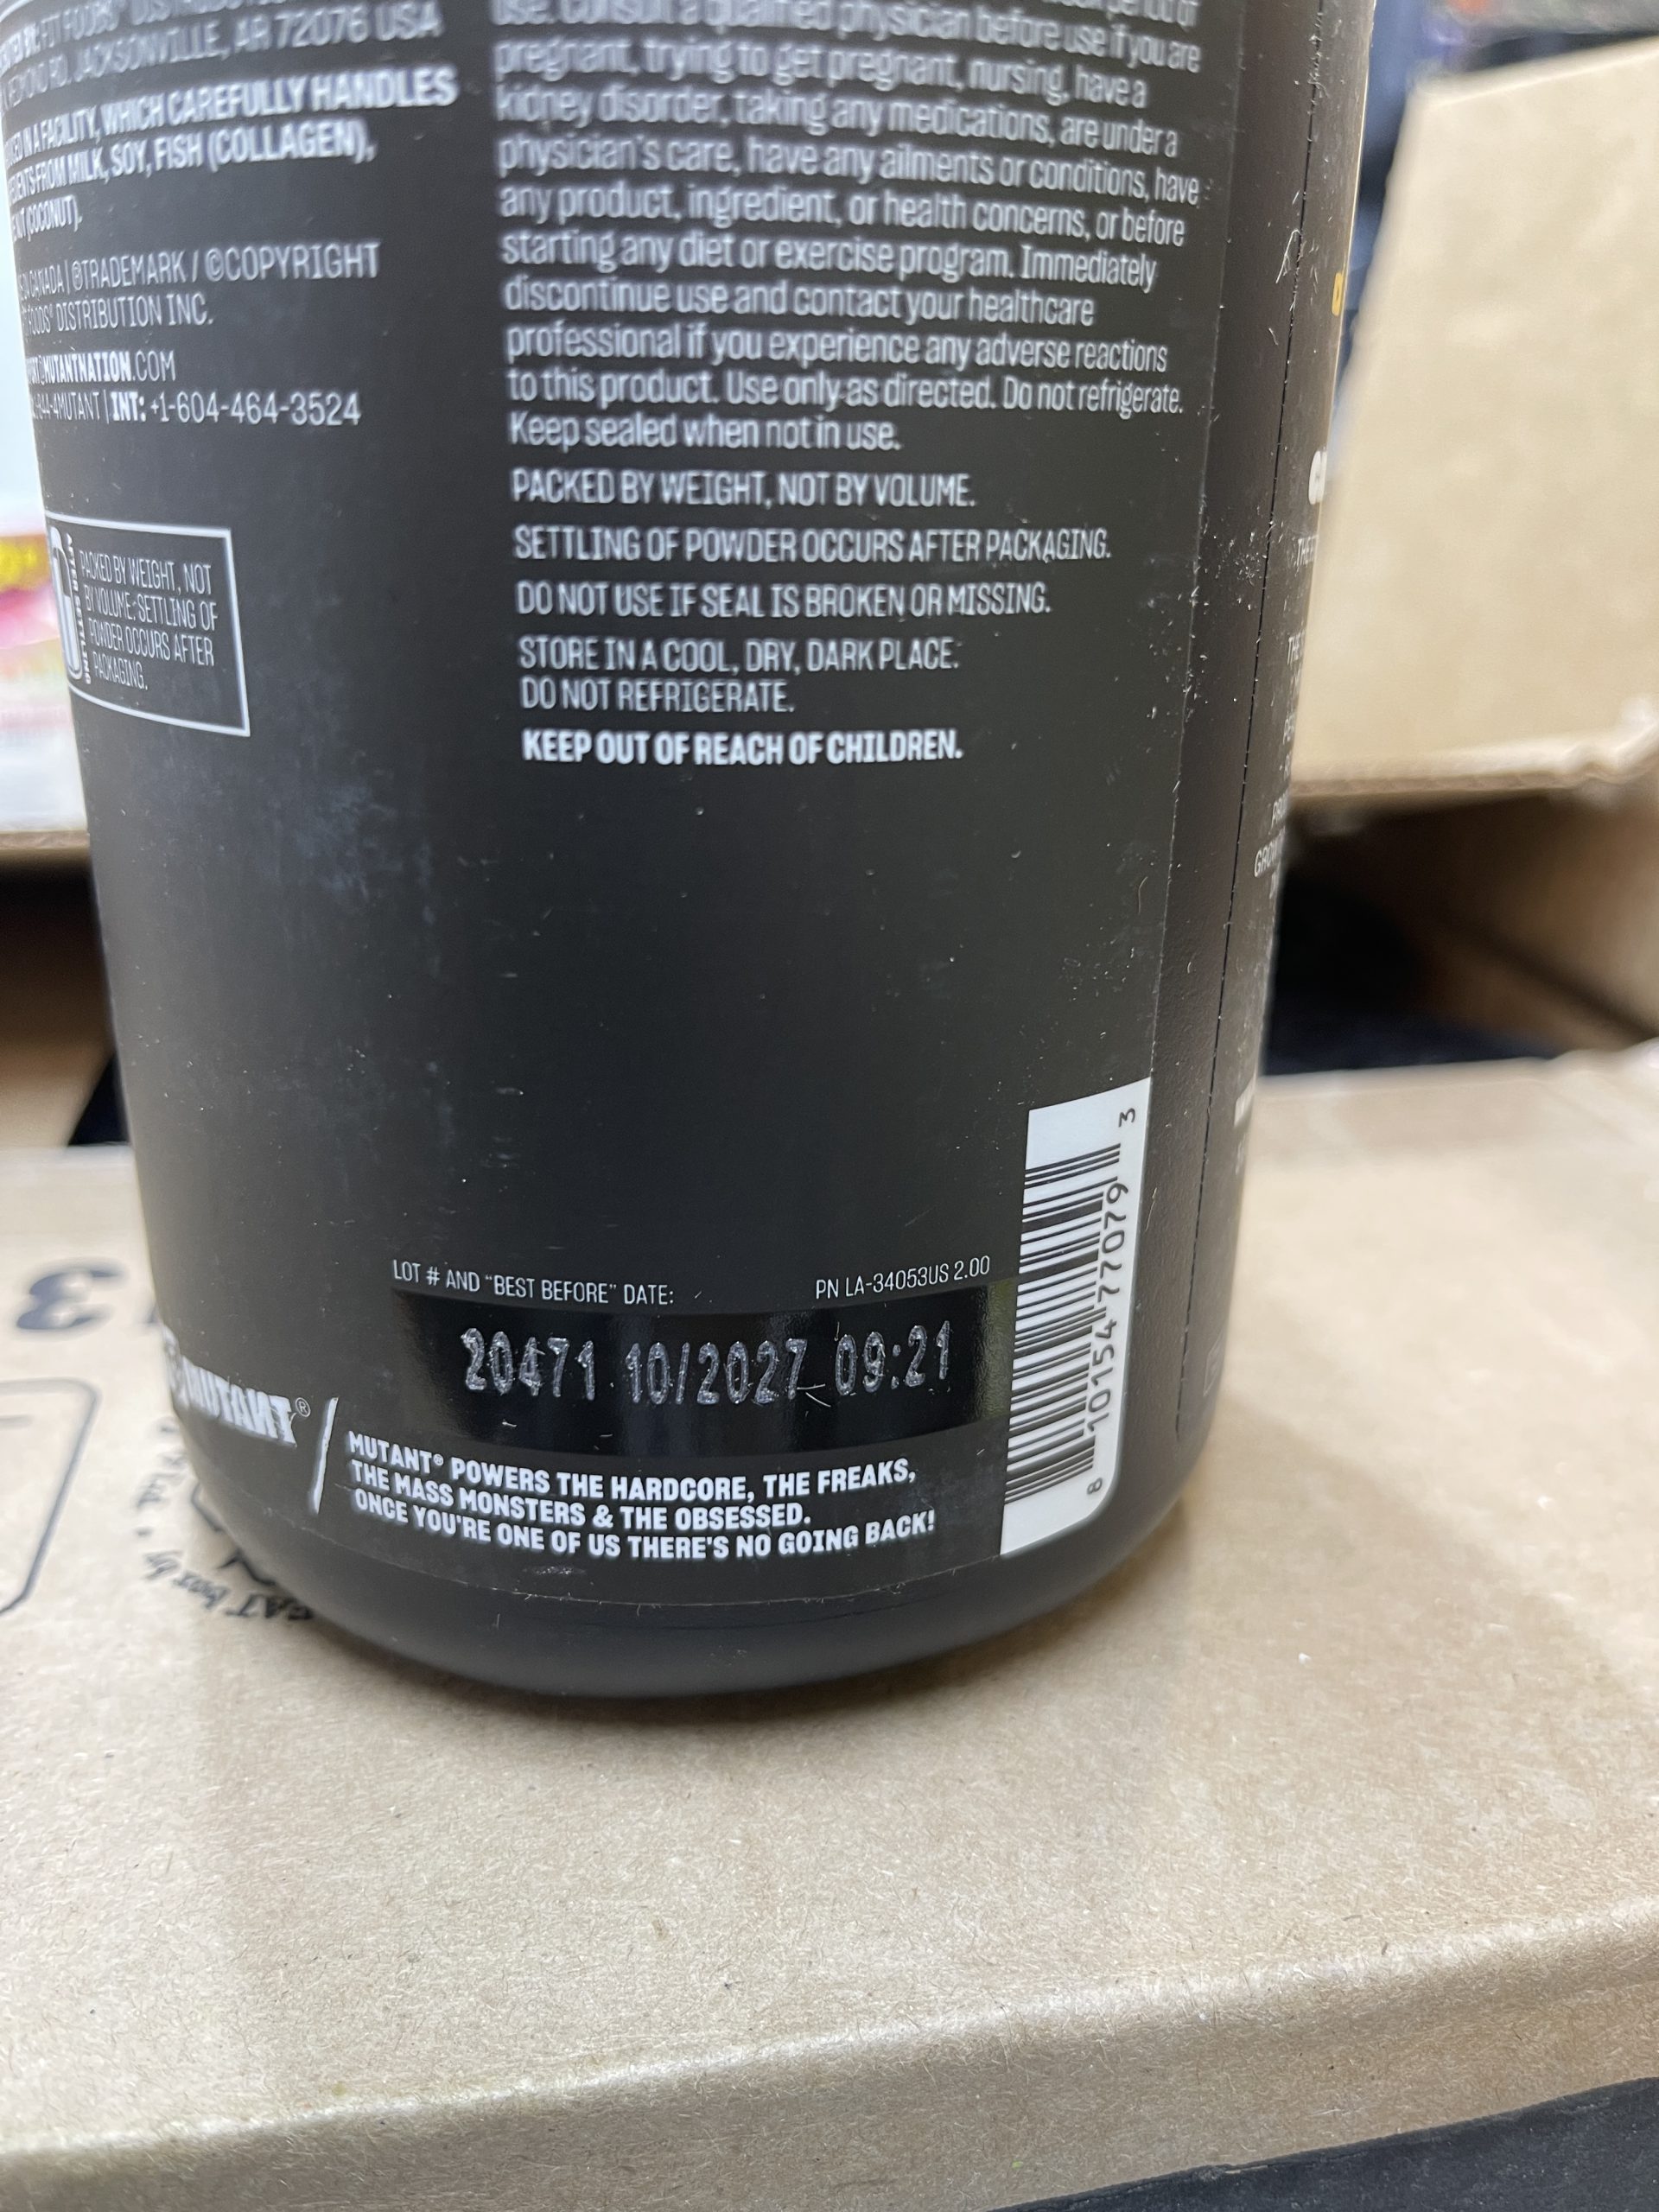 JACKSONVILLE, AR 72076 USA
IN A FACILITY, WHICH CAREFULLY HANDLES
FROM MILK, SOY, FISH (COLLAGEN),
(COCONUT).
CANADA | ®TRADEMARK / ©COPYRIGHT
DISTRIBUTION INC.
@MUTANTNATION.COM
4MUTANT | INT: +1-604-464-3524
PACKED BY WEIGHT, NOT
BY VOLUME. SETTLING OF
POWDER OCCURS AFTER
PACKAGING.
use. Consult a qualified physician before use if you are
pregnant, trying to get pregnant, nursing, have a
kidney disorder, taking any medications, are under a
physician's care, have any ailments or conditions, have
any product, ingredient, or health concerns, or before
starting any diet or exercise program. Immediately
discontinue use and contact your healthcare
professional if you experience any adverse reactions
to this product. Use only as directed. Do not refrigerate.
Keep sealed when not in use.
PACKED BY WEIGHT, NOT BY VOLUME.
SETTLING OF POWDER OCCURS AFTER PACKAGING.
DO NOT USE IF SEAL IS BROKEN OR MISSING.
STORE IN A COOL, DRY, DARK PLACE.
DO NOT REFRIGERATE.
KEEP OUT OF REACH OF CHILDREN.
LOT # AND "BEST BEFORE" DATE: PN LA-34053US 2.00
20471 10/2027 09:21
MUTANT®
MUTANT® POWERS THE HARDCORE, THE FREAKS,
THE MASS MONSTERS & THE OBSESSED.
ONCE YOU'RE ONE OF US THERE'S NO GOING BACK!
8 10154 77079 3